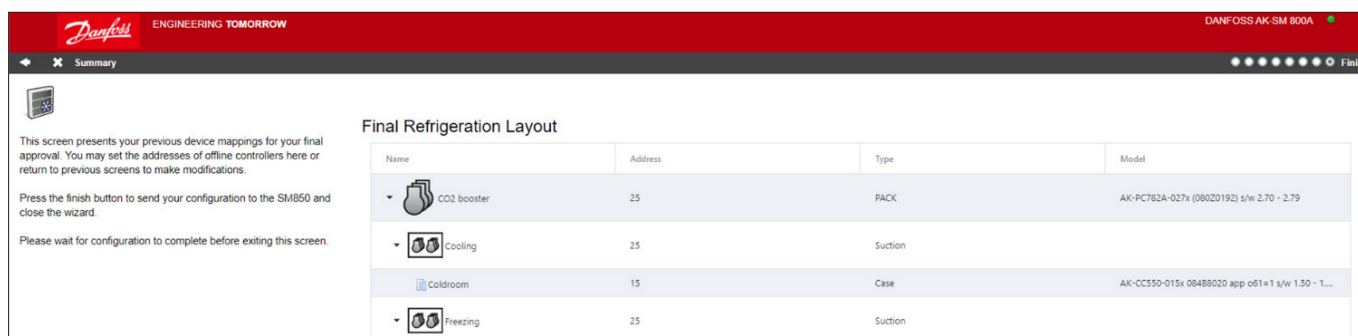 Danfoss ENGINEERING TOMORROW DANFOSS AK-SM 800A
Summary Fini
This screen presents your previous device mappings for your final
approval. You may set the addresses of offline controllers here or
return to previous screens to make modifications.
Press the finish button to send your configuration to the SM850 and
close the wizard.
Please wait for configuration to complete before exiting this screen.
Final Refrigeration Layout
Name Address Type Model
CO2 booster 25 PACK AK-PC782A-027x (080Z0192) s/w 2.70 - 2.79
Cooling 25 Suction
Coldroom 15 Case AK-CC550-015x 084B8020 app o61=1 s/w 1.50 - 1....
Freezing 25 Suction